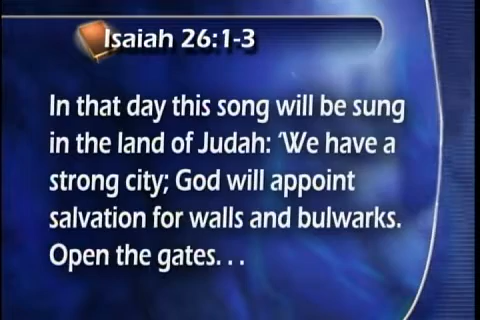 Isaiah 26:1-3
In that day this song will be sung
in the land of Judah: ‘We have a
strong city; God will appoint
salvation for walls and bulwarks.
Open the gates. . .